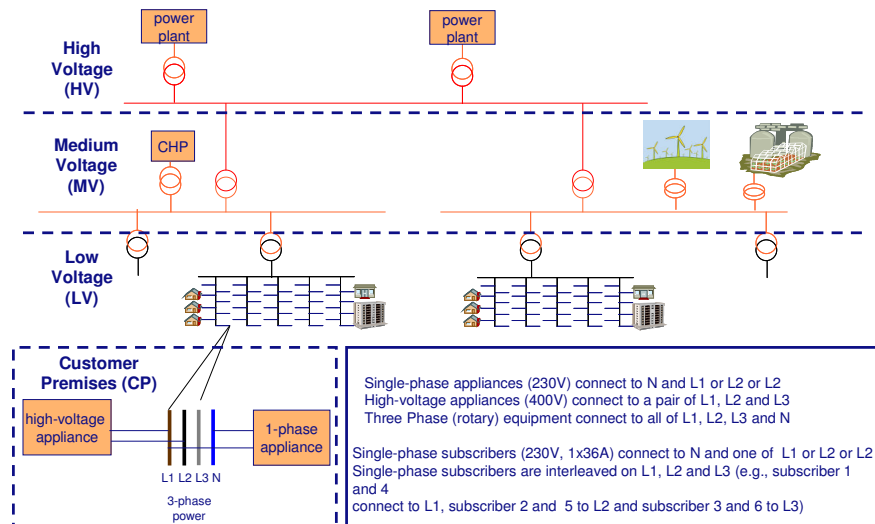 power
plant
power
plant
High
Voltage
(HV)
Medium
Voltage
(MV)
CHP
Low
Voltage
(LV)
Customer
Premises (CP)
high-voltage
appliance
1-phase
appliance
L1 L2 L3 N
3-phase
power
Single-phase appliances (230V) connect to N and L1 or L2 or L2
High-voltage appliances (400V) connect to a pair of L1, L2 and L3
Three Phase (rotary) equipment connect to all of L1, L2, L3 and N
Single-phase subscribers (230V, 1x36A) connect to N and one of L1 or L2 or L2
Single-phase subscribers are interleaved on L1, L2 and L3 (e.g., subscriber 1
and 4
connect to L1, subscriber 2 and 5 to L2 and subscriber 3 and 6 to L3)